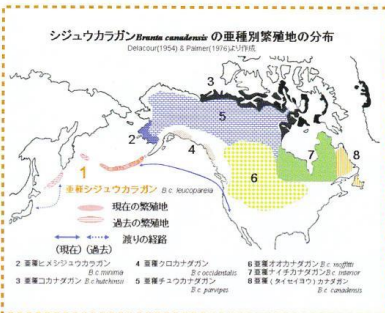 シジュウカラガンBranta canadensis の亜種別繁殖地の分布
Delacour(1954) & Palmer(1976)より作成
3
5
2
4
1
6
7
8
亜種シジュウカラガン B.c. leucopareia
現在の繁殖地
過去の繁殖地
渡りの経路
(現在) (過去)
2 亜種ヒメシジュウカラガン
B.c.minima
3 亜種コカナダガン B.c.hutchinsii
4 亜種クロカナダガン
B.c.occidentalis
5 亜種チュウカナダガン
B.c.parvipes
6 亜種オオカナダガン B.c. moffitti
7 亜種ナイチカナダガン B.c. interior
8 亜種(タイセイヨウ) カナダガン
B.c. canadensis